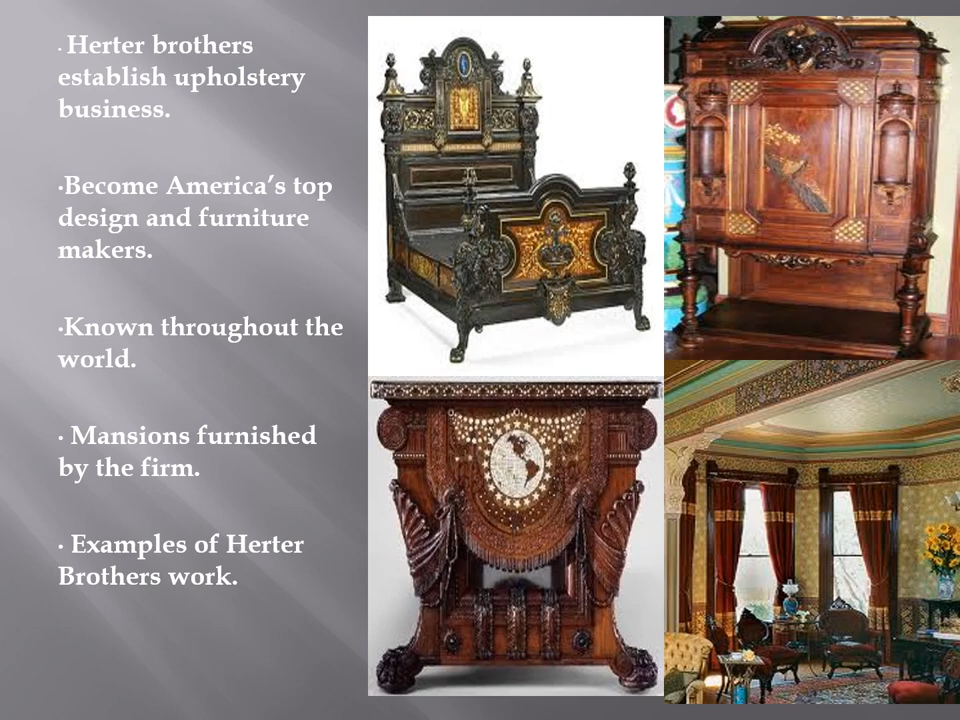 · Herter brothers
establish upholstery
business.
·Become America’s top
design and furniture
makers.
·Known throughout the
world.
· Mansions furnished
by the firm.
· Examples of Herter
Brothers work.